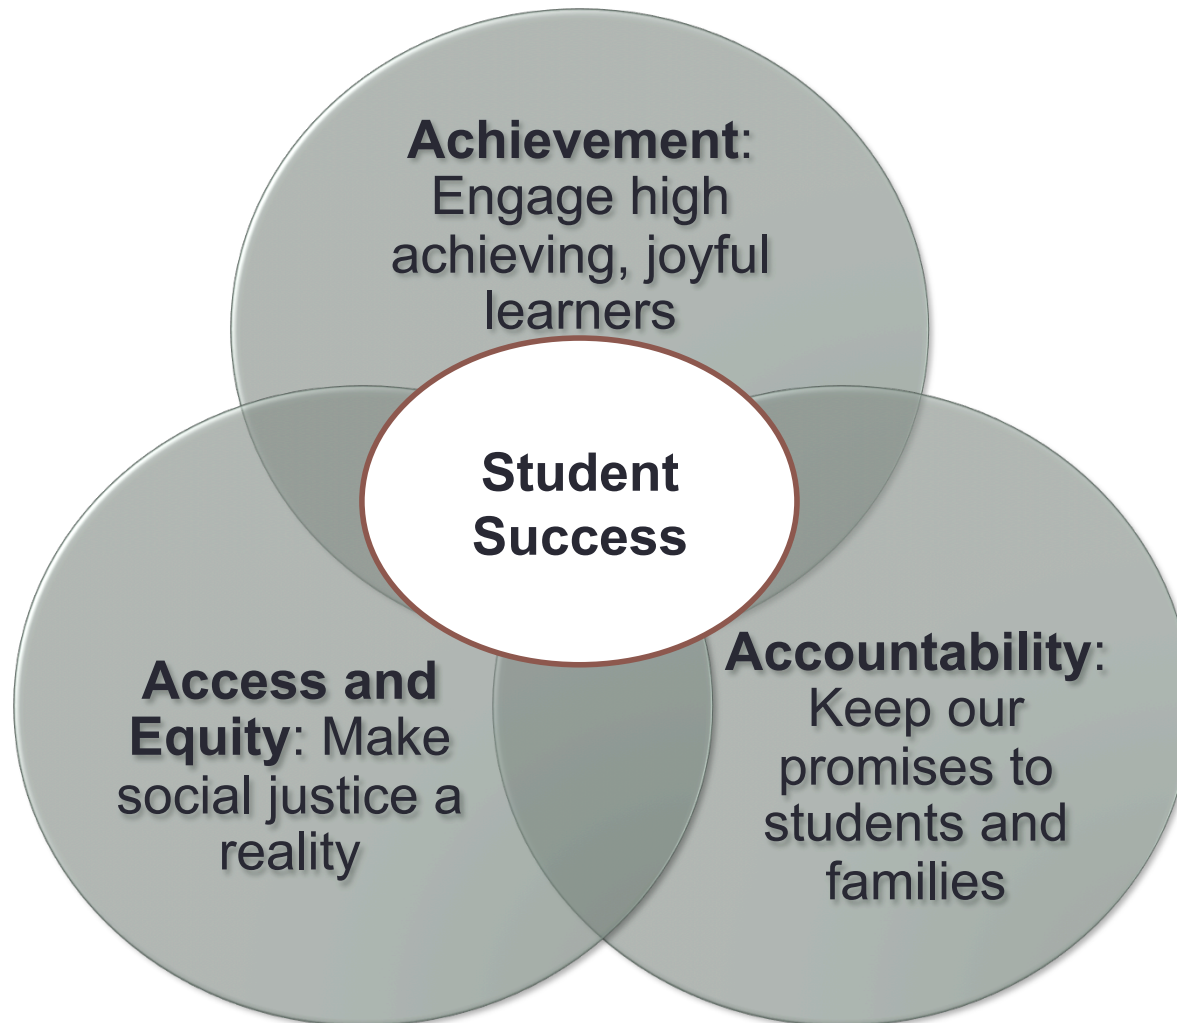 Achievement:
Engage high
achieving, joyful
learners
Student
Success
Access and
Equity: Make
social justice a
reality
Accountability:
Keep our
promises to
students and
families